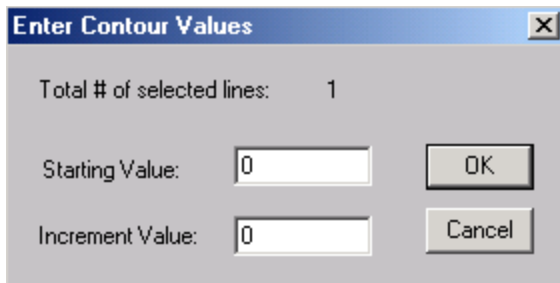 Enter Contour Values
Total # of selected lines: 1
Starting Value: 0 OK
Increment Value: 0 Cancel